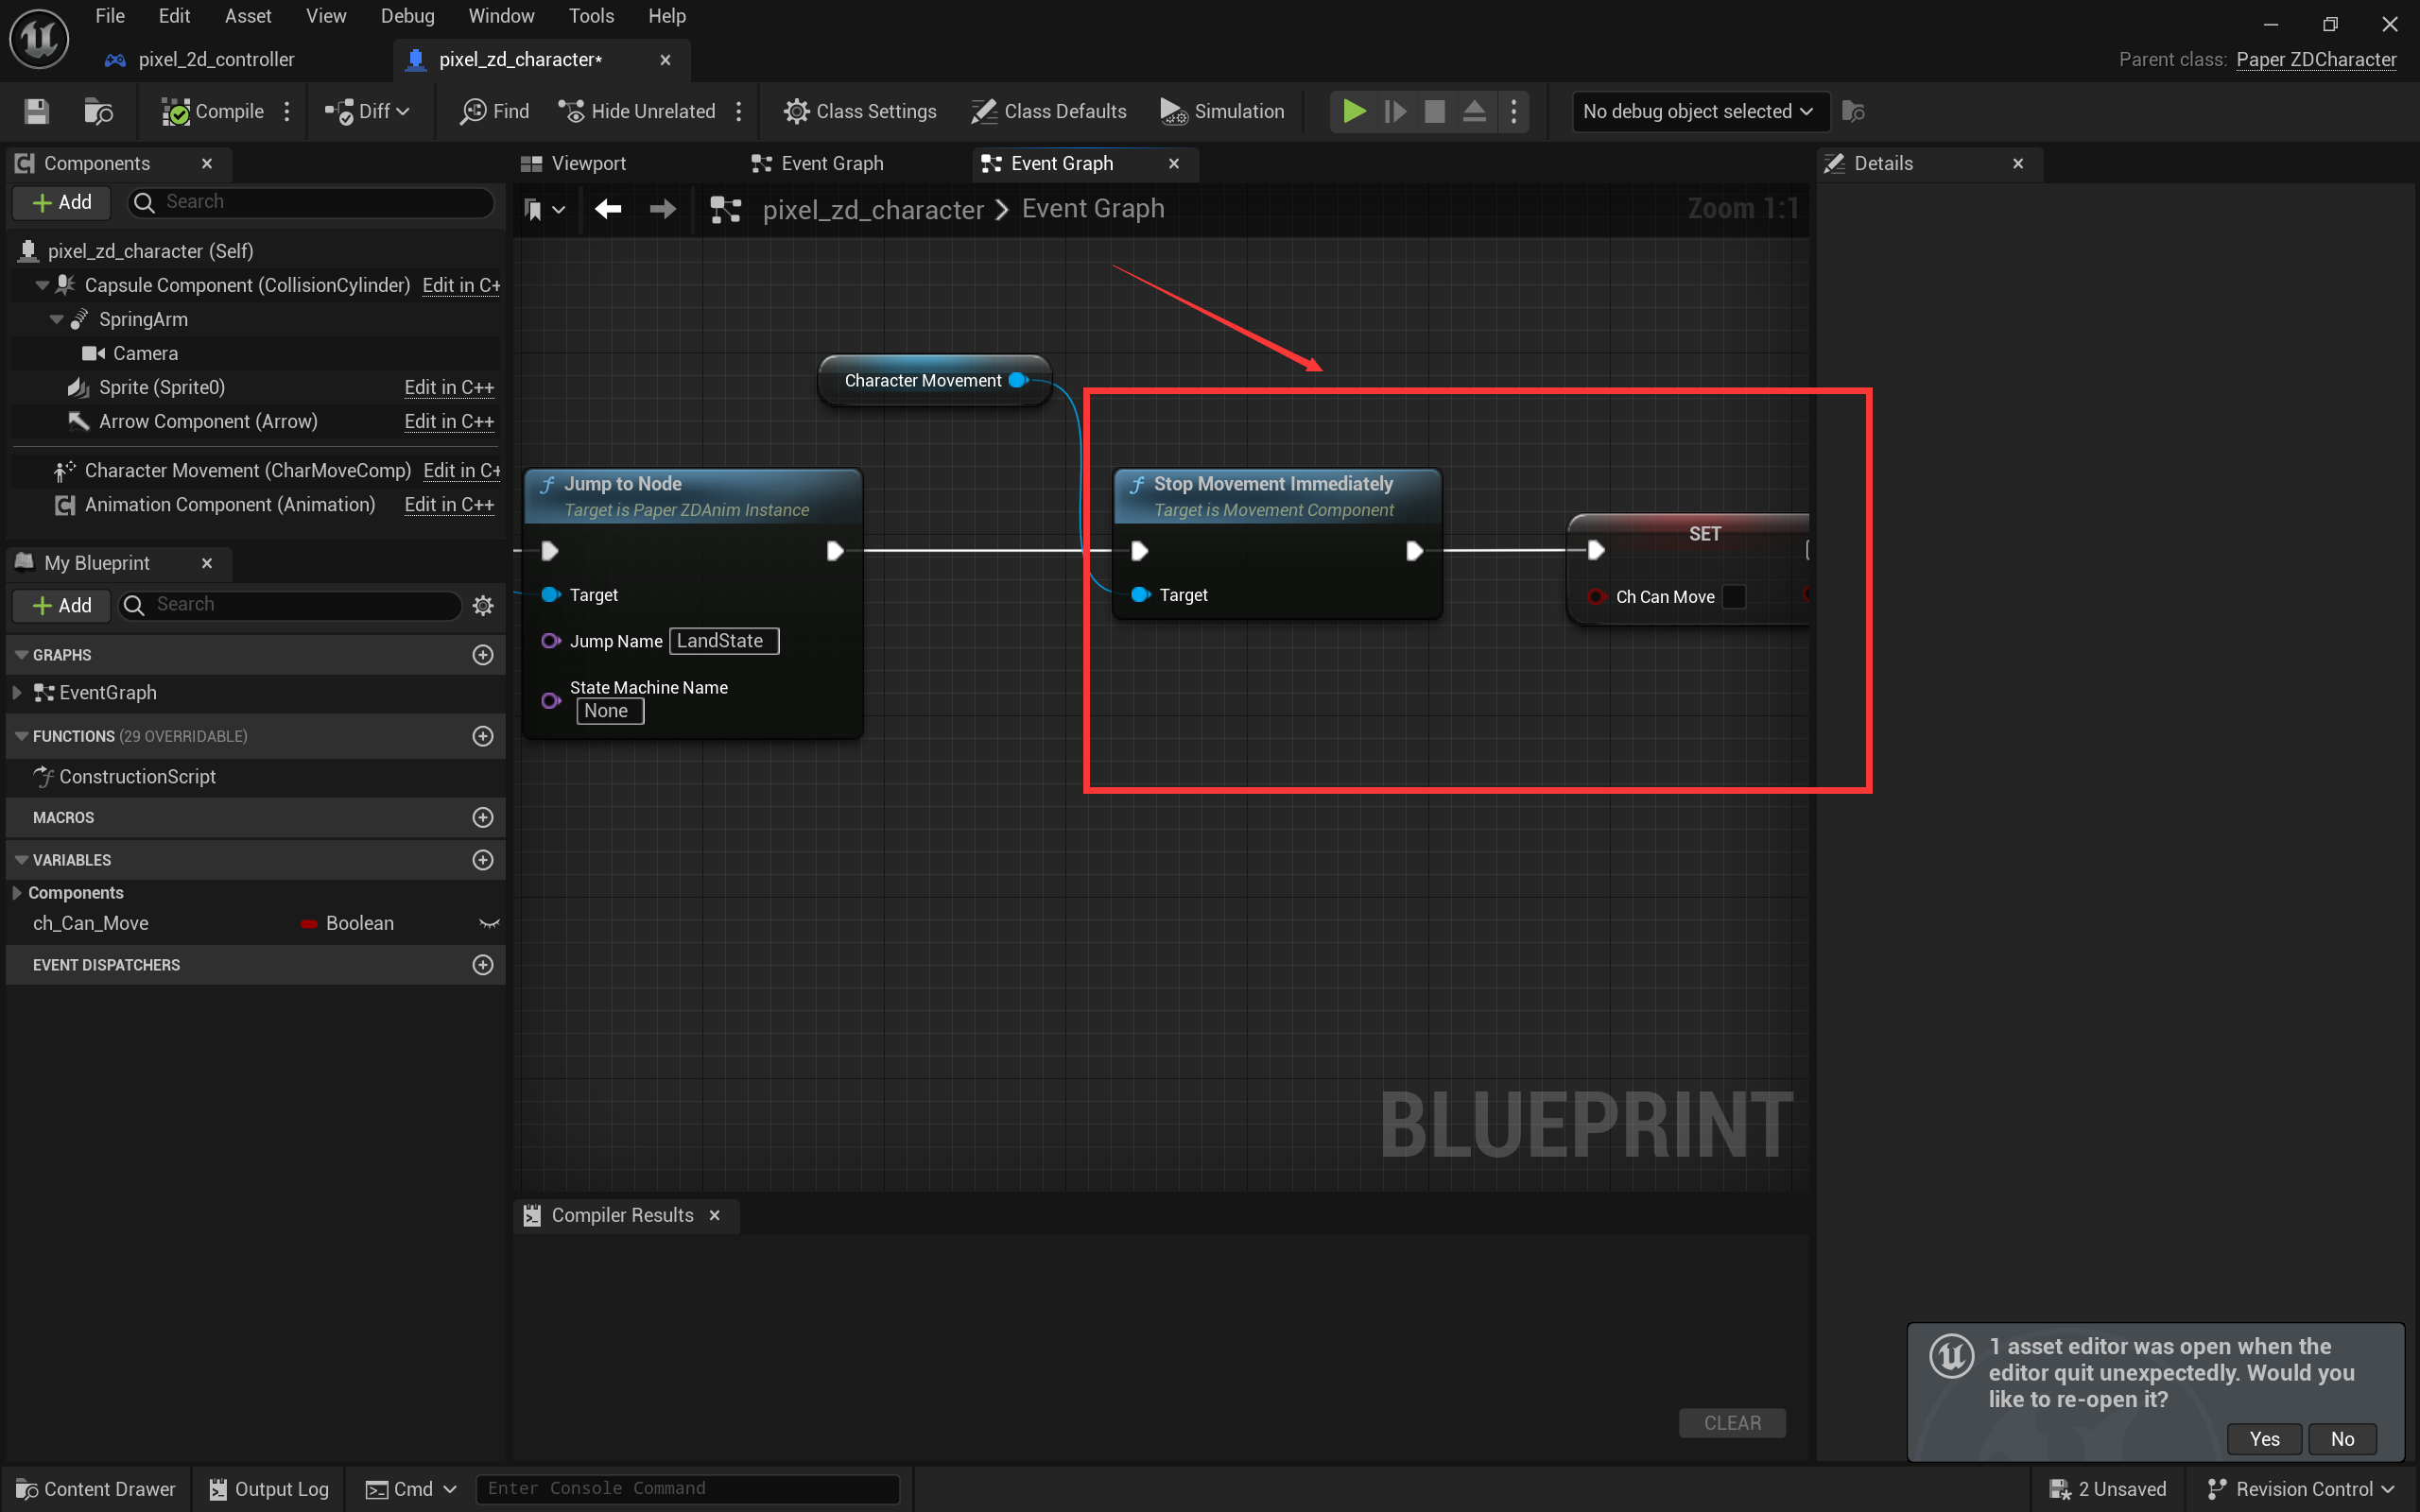 File Edit Asset View Debug Window Tools Help
pixel_2d_controller
pixel_zd_character*
Parent class: Paper ZDCharacter
Compile
Diff
Find
Hide Unrelated
Class Settings
Class Defaults
Simulation
No debug object selected
Components
Add
Search
pixel_zd_character (Self)
Capsule Component (CollisionCylinder) Edit in C+
SpringArm
Camera
Sprite (Sprite0) Edit in C++
Arrow Component (Arrow) Edit in C++
Character Movement (CharMoveComp) Edit in C+
Animation Component (Animation) Edit in C++
My Blueprint
Add
Search
GRAPHS
EventGraph
FUNCTIONS (29 OVERRIDABLE)
ConstructionScript
MACROS
VARIABLES
Components
ch_Can_Move Boolean
EVENT DISPATCHERS
Viewport
Event Graph
Event Graph
pixel_zd_character > Event Graph
Zoom 1:1
Character Movement
Jump to Node
Target is Paper ZDAnim Instance
Target
Jump Name LandState
State Machine Name
None
Stop Movement Immediately
Target is Movement Component
Target
SET
Ch Can Move
BLUEPRINT
Compiler Results
CLEAR
Details
1 asset editor was open when the
editor quit unexpectedly. Would you
like to re-open it?
Yes
No
Content Drawer
Output Log
Cmd
Enter Console Command
2 Unsaved
Revision Control